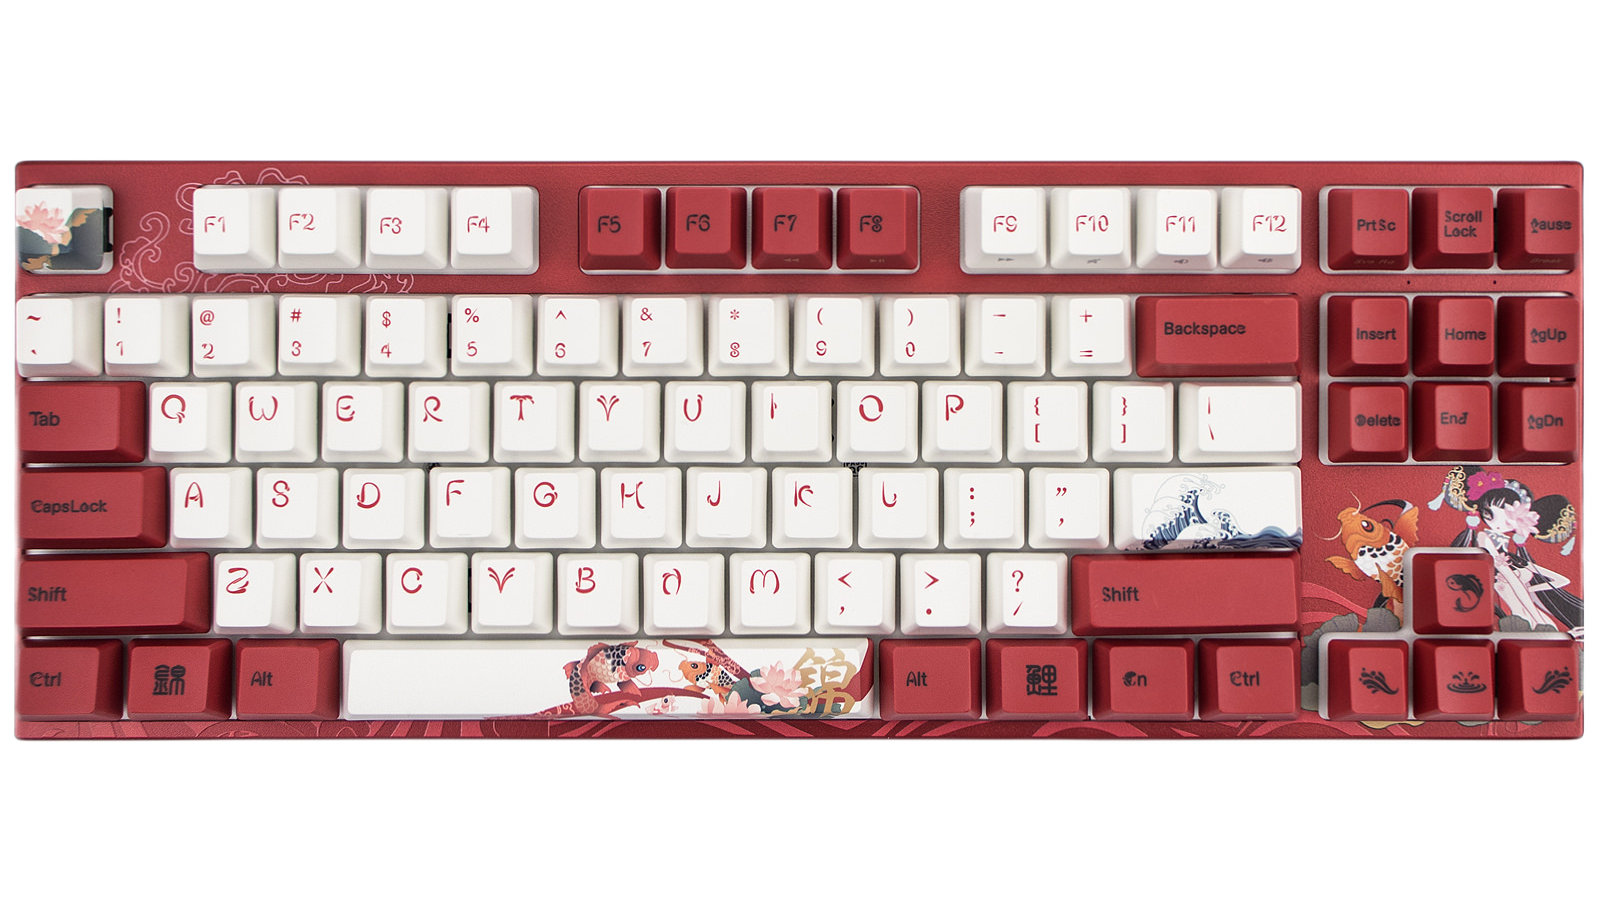 F1 F2 F3 F4 F5 F6 F7 F8 F9 F10 F11 F12 PrtSc Scroll Lock Pause
~ ! @ # $ % ^ & * ( ) _ + Backspace Insert Home PgUp
` 1 2 3 4 5 6 7 8 9 0 - =
Tab Q W E R T Y U I O P { } | Delete End PgDn
[ ] \
CapsLock A S D F G H J K L : "
; '
Shift Z X C V B N M < > ? Shift
, . /
Ctrl 錦 Alt 錦 Alt 鯉 Fn Ctrl